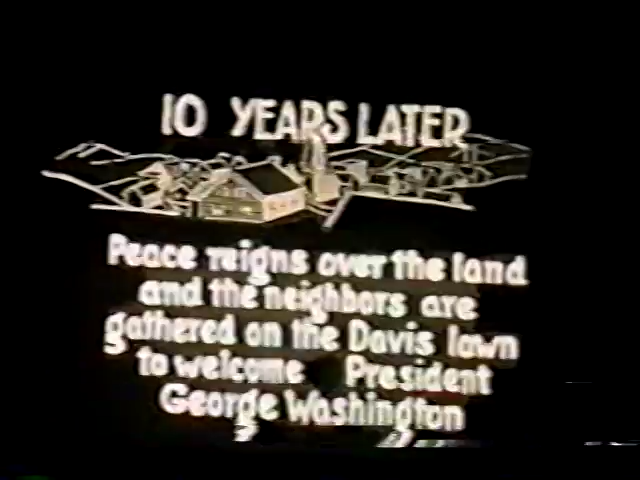 10 YEARS LATER
Peace reigns over the land
and the neighbors are
gathered on the Davis lawn
to welcome President
George Washington